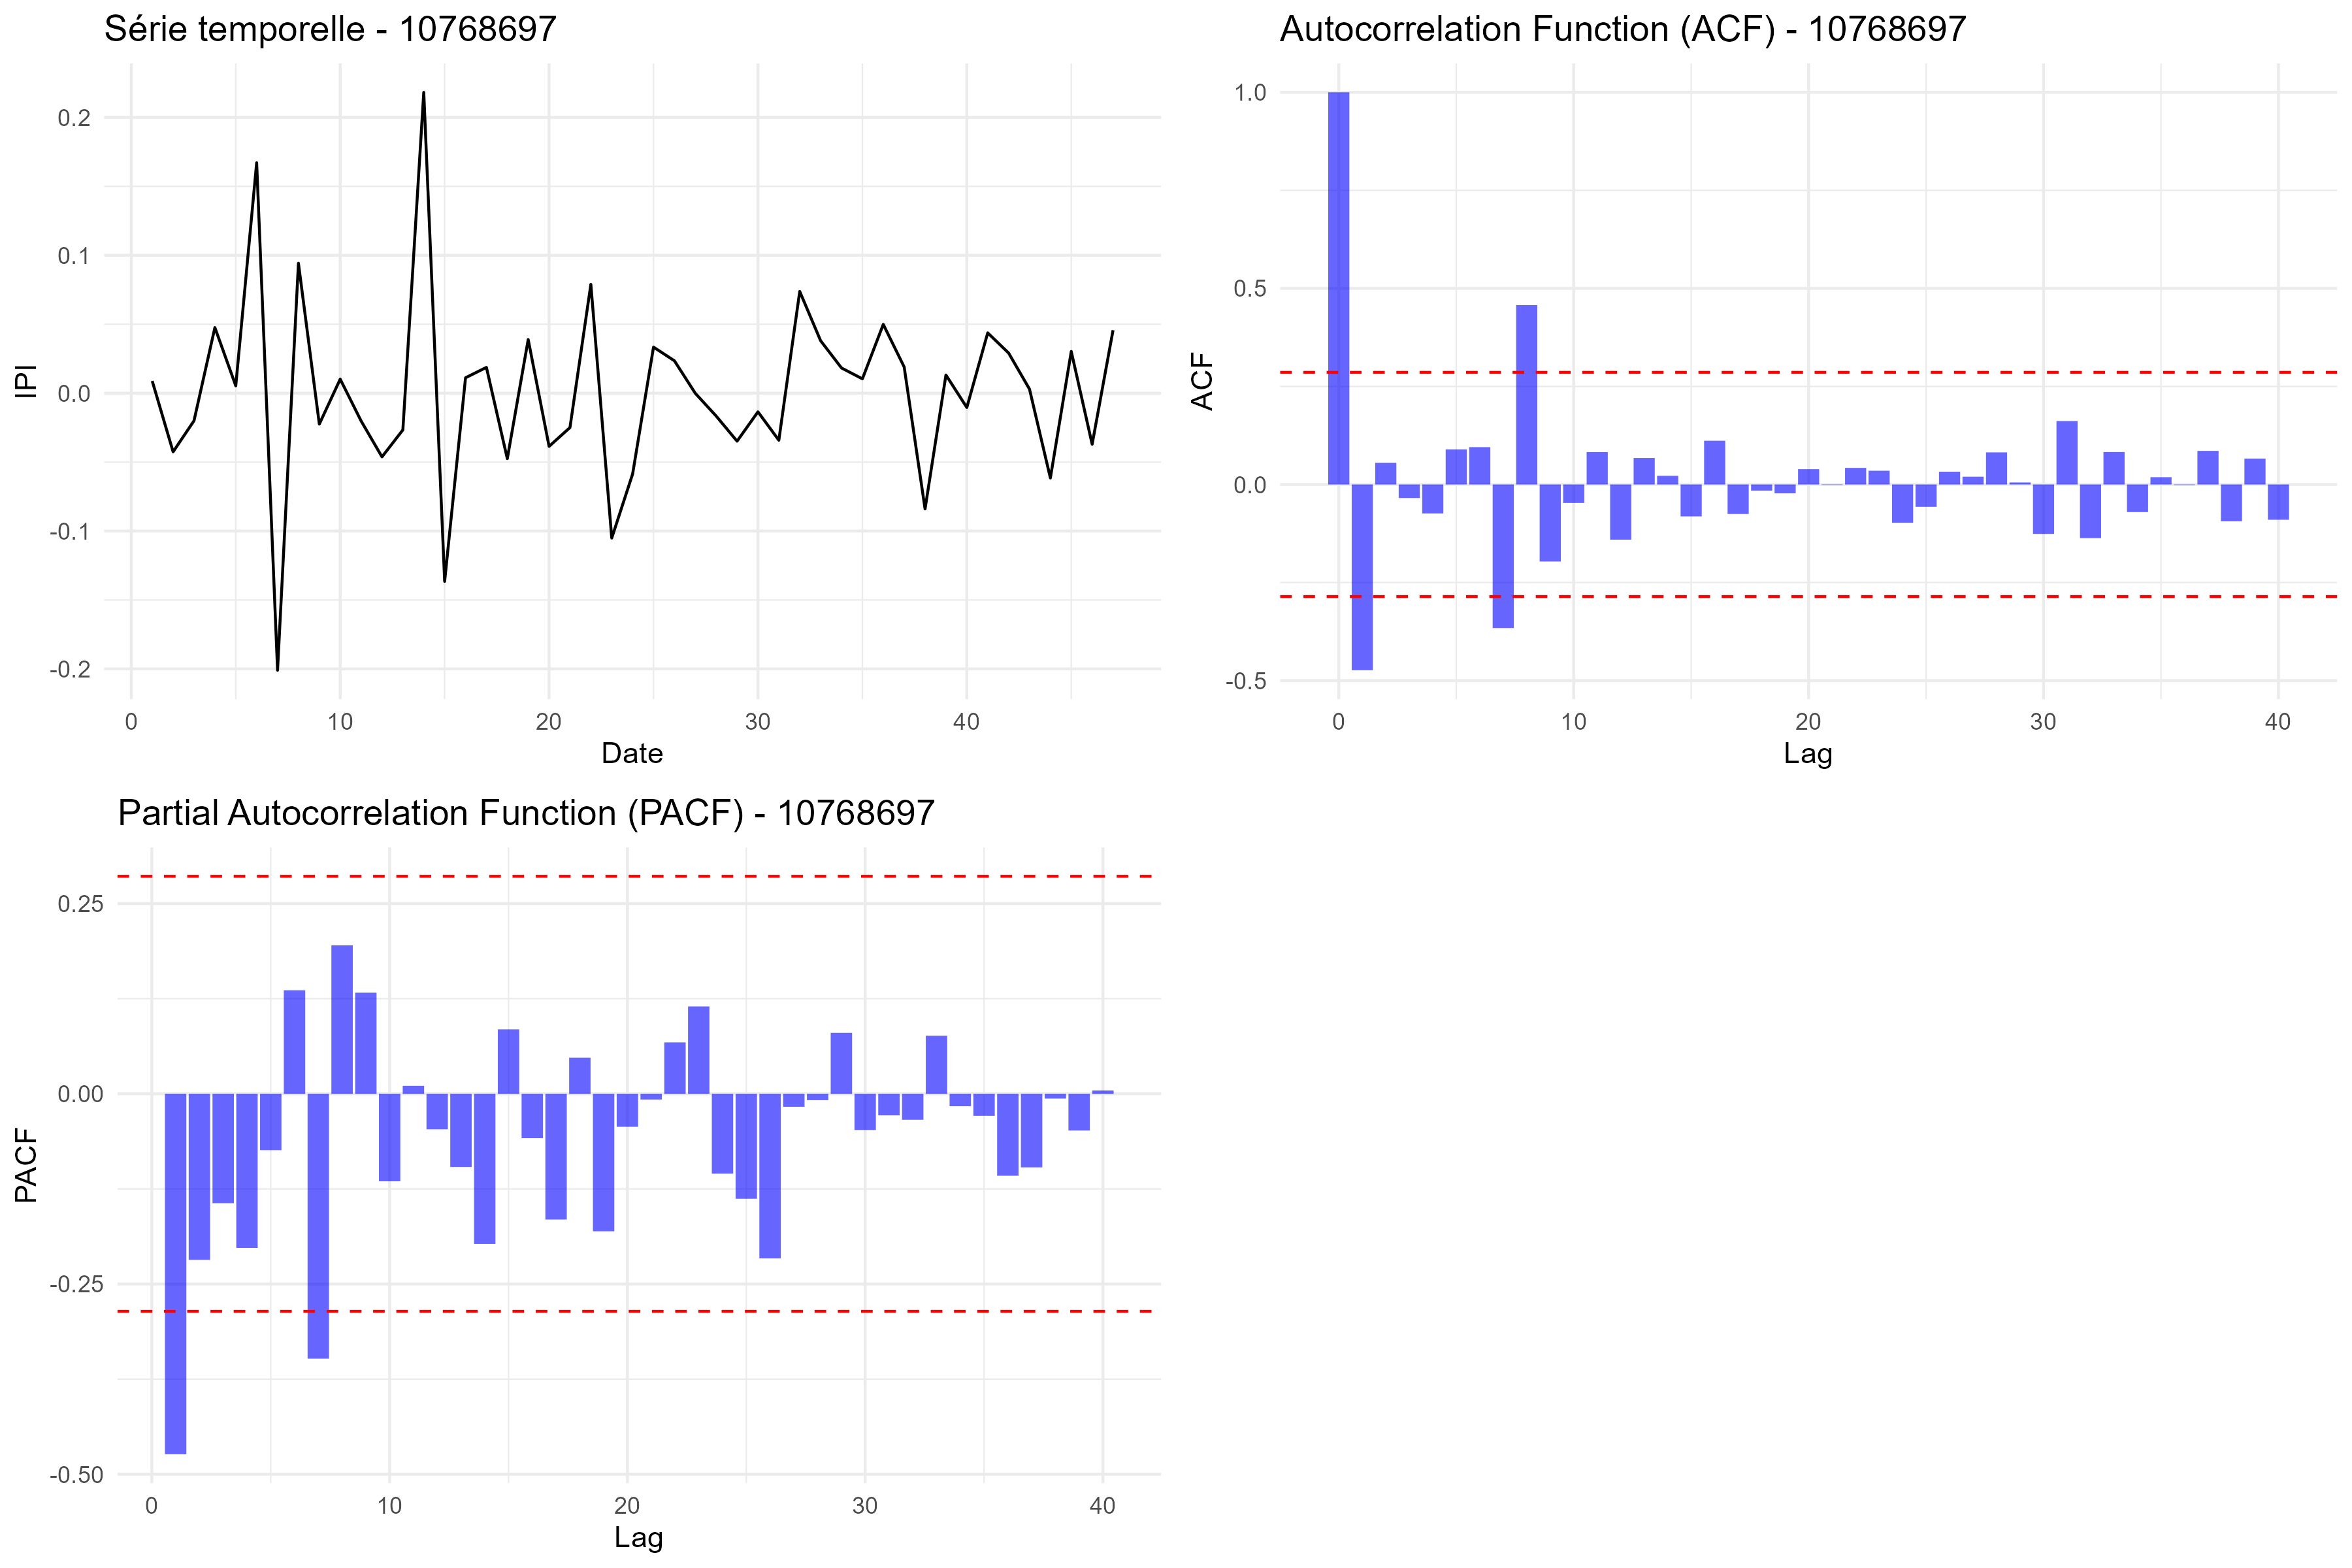 Série temporelle - 10768697
0.2
0.1
0.0
-0.1
-0.2
IPI
0 10 20 30 40
Date
Autocorrelation Function (ACF) - 10768697
1.0
0.5
0.0
-0.5
ACF
0 10 20 30 40
Lag
Partial Autocorrelation Function (PACF) - 10768697
0.25
0.00
-0.25
-0.50
PACF
0 10 20 30 40
Lag